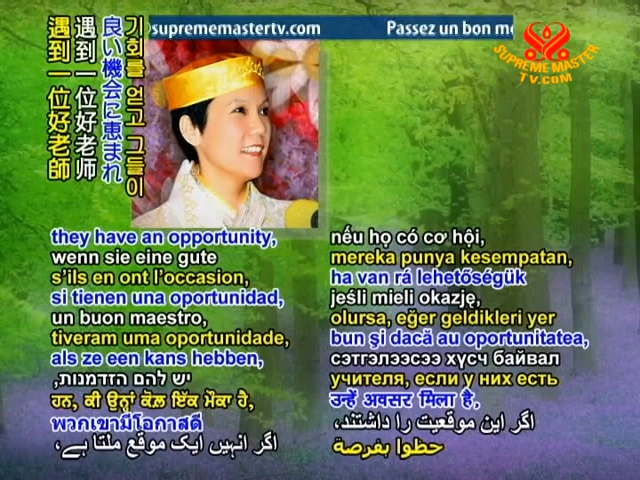 @suprememastertv.com
Passez un bon mo
SUPREME MASTER
TV.COM
기회를 얻고 그들이
良い機会に恵まれ
遇到一位好老师
遇到一位好老師
they have an opportunity,
wenn sie eine gute
s'ils en ont l'occasion,
si tienen una oportunidad,
un buon maestro,
tiveram uma oportunidade,
als ze een kans hebben,
יש להם הזדמנות,
ਹਨ, ਕੀ ਉਨ੍ਹਾਂ ਕੋਲ਼ ਇੱਕ ਮੌਕਾ ਹੈ,
พวกเขามีโอกาสดี
اگر انہیں ایک موقع ملتا ہے،
nếu họ có cơ hội,
mereka punya kesempatan,
ha van rá lehetőségük
jeśli mieli okazję,
olursa, eğer geldikleri yer
bun şi dacă au oportunitatea,
сэтгэлээсээ хүсч байвал
учителя, если у них есть
उन्हें अवसर मिला है.
اگر این موقعیت را داشتند،
حظوا بفرصة